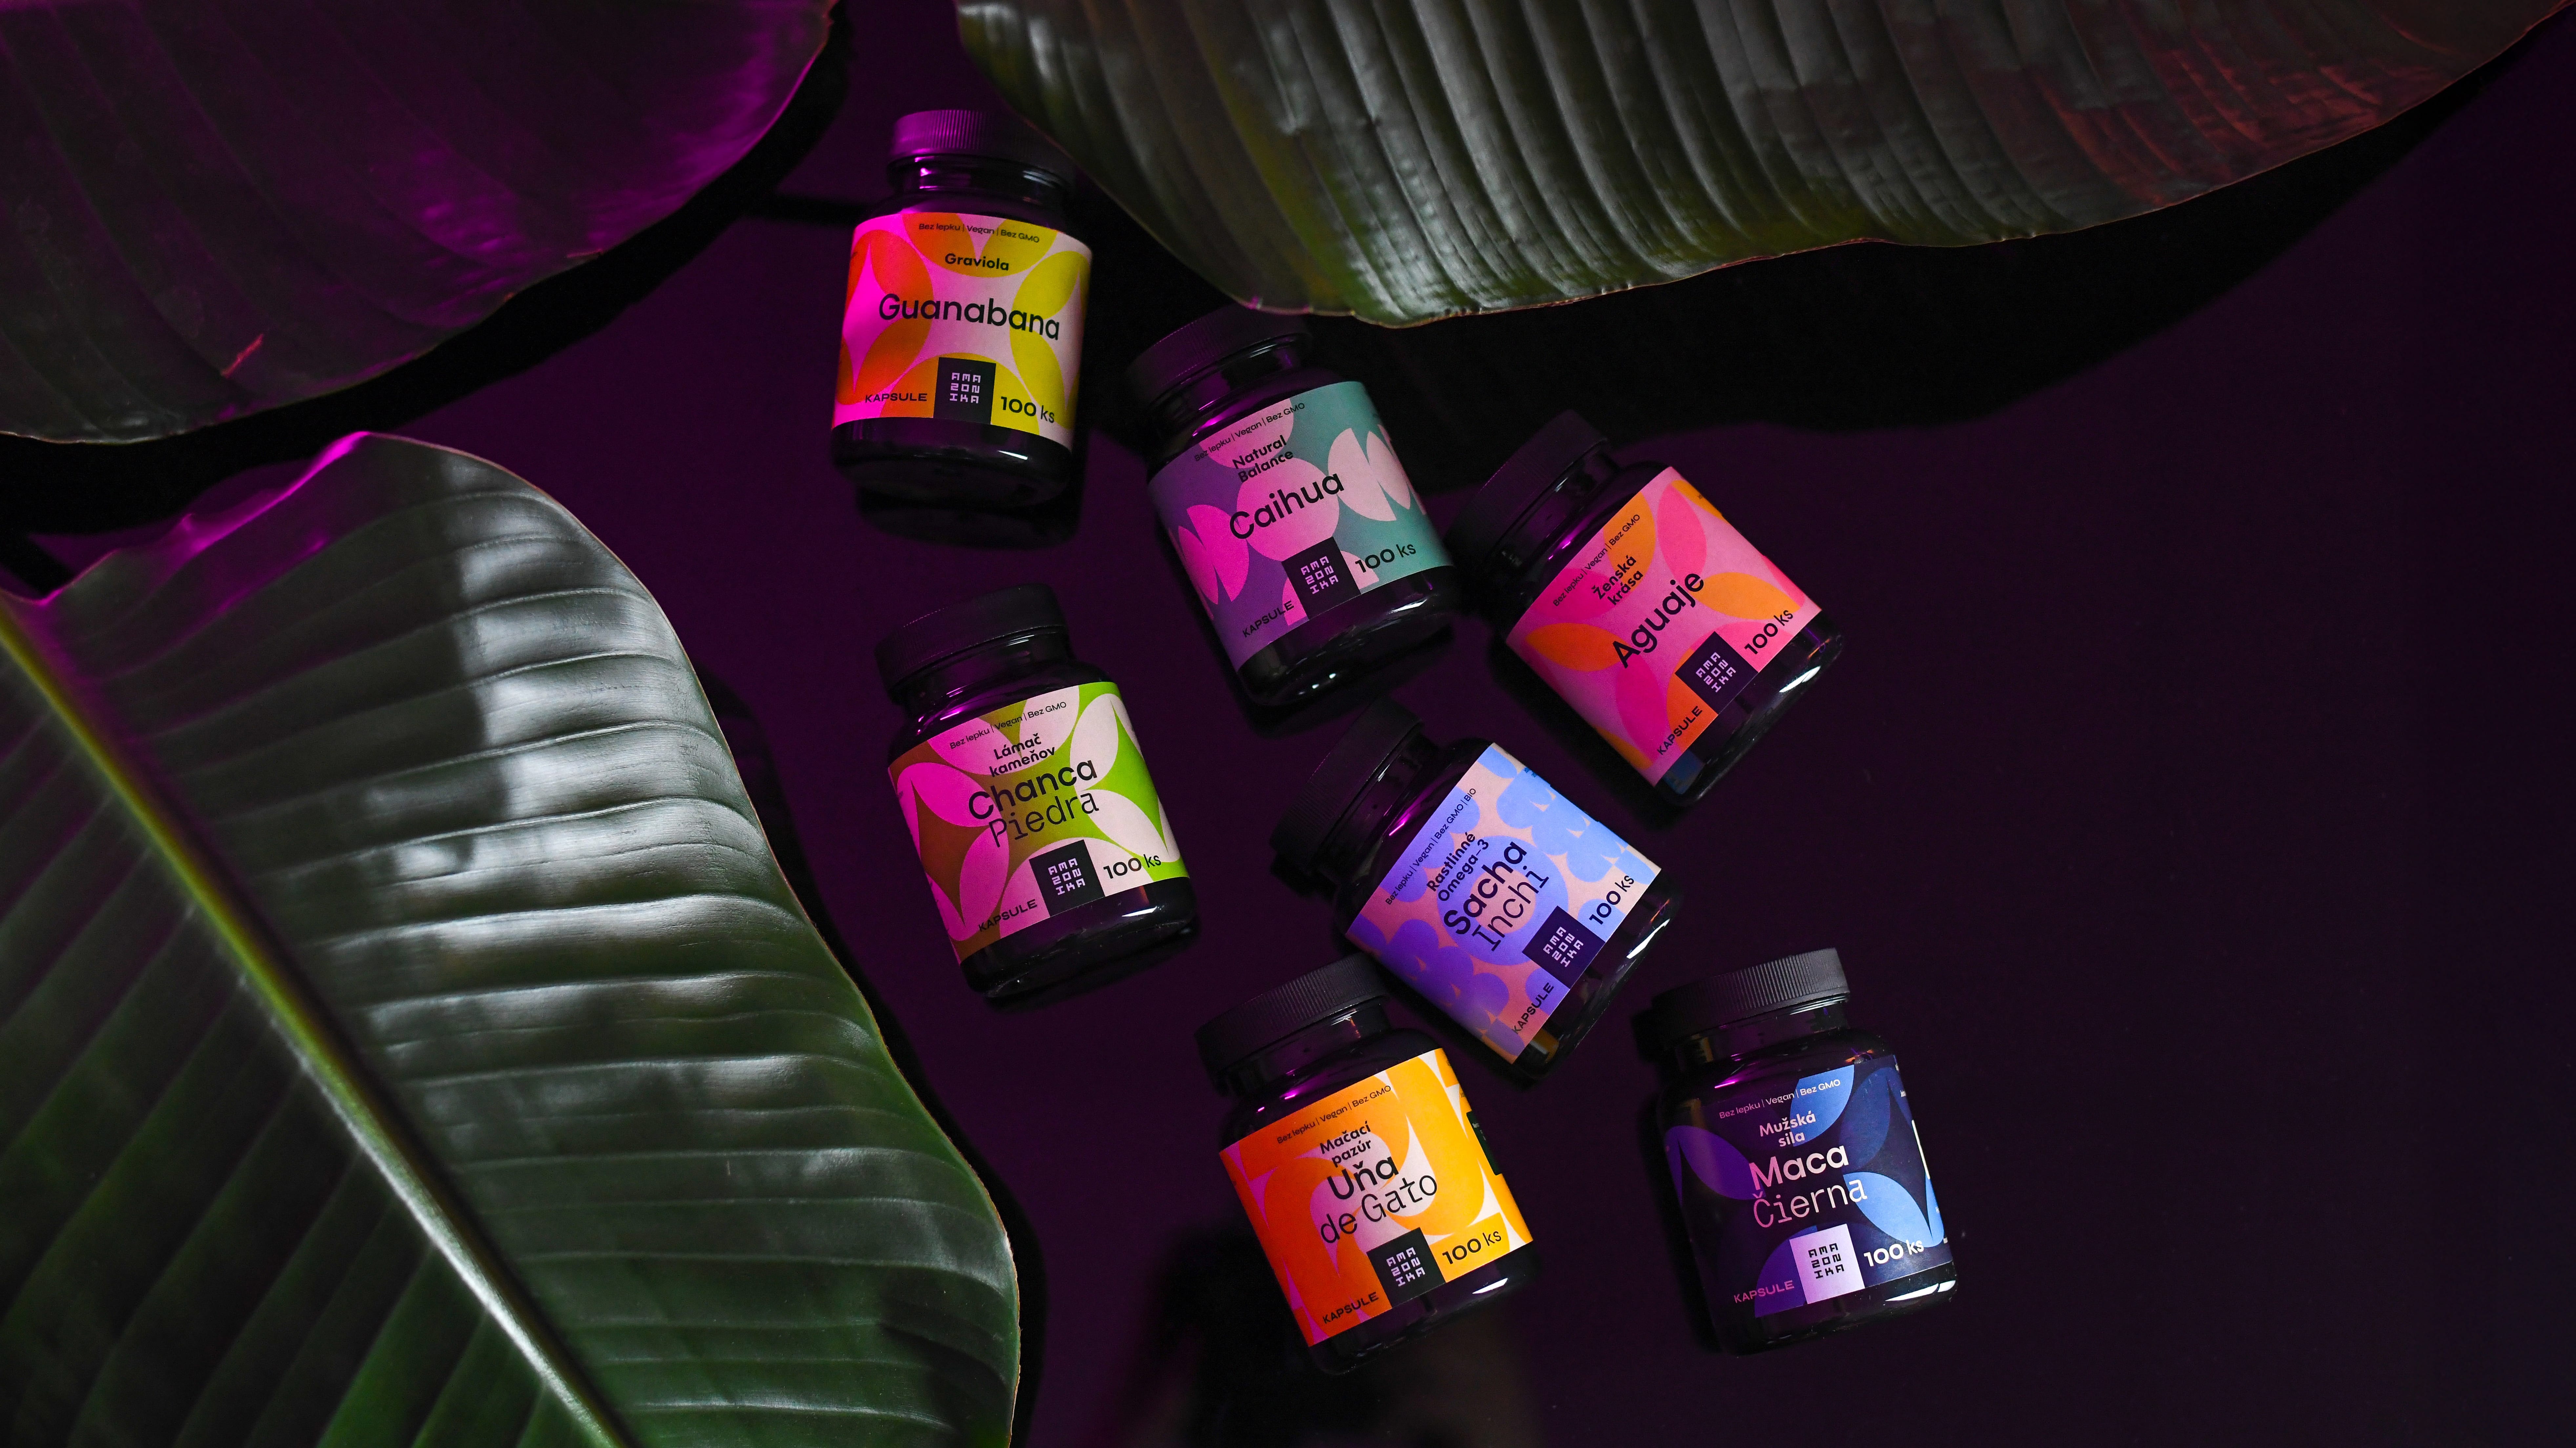 Bez lepku | Vegan | Bez GMO
Graviola
Guanabana
KAPSULE
AMA
ZON
IKA
100 ks
Bez lepku | Vegan | Bez GMO
Natural
Balance
Caihua
KAPSULE
AMA
ZON
IKA
100 ks
Bez lepku | Vegan | Bez GMO
Ženská
krása
Aguaje
KAPSULE
AMA
ZON
IKA
100 ks
Bez lepku | Vegan | Bez GMO
Lámač
kameňov
Chanca
Piedra
KAPSULE
AMA
ZON
IKA
100 ks
Bez lepku | Vegan | Bez GMO | BIO
Rastlinné
Omega-3
Sacha
Inchi
KAPSULE
AMA
ZON
IKA
100 ks
Bez lepku | Vegan | Bez GMO
Mačací
pazúr
Uňa
de Gato
KAPSULE
AMA
ZON
IKA
100 ks
Bez lepku | Vegan | Bez GMO
Mužská
sila
Maca
Čierna
KAPSULE
AMA
ZON
IKA
100 ks